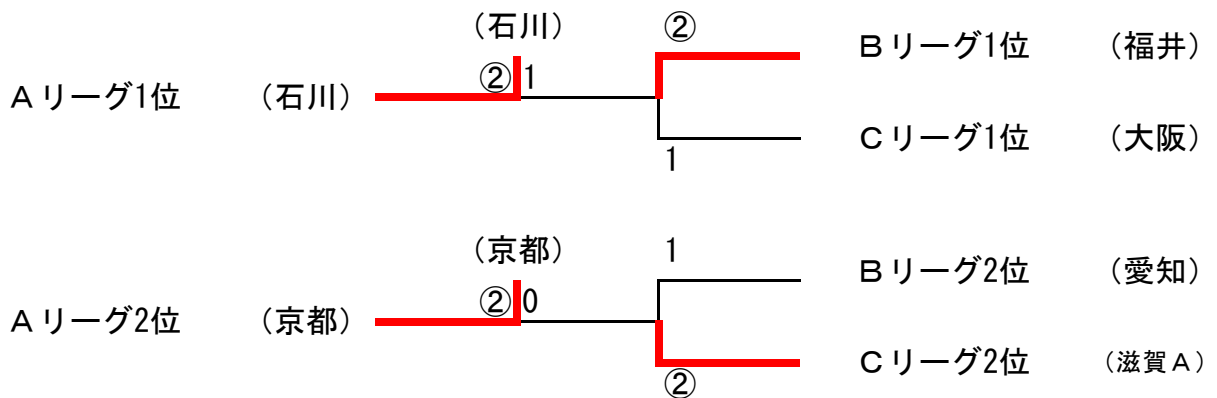 （石川） ②
Bリーグ1位 （福井）
②1
Aリーグ1位 （石川）
Cリーグ1位 （大阪）
1
（京都） 1
Bリーグ2位 （愛知）
②0
Aリーグ2位 （京都）
Cリーグ2位 （滋賀A）
②